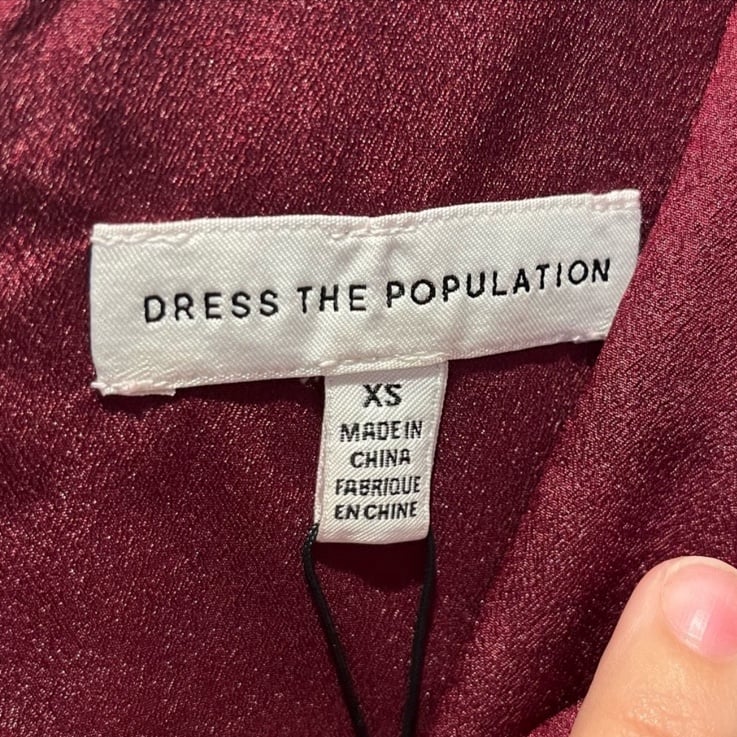 DRESS THE POPULATION
XS
MADE IN
CHINA
FABRIQUE
EN CHINE